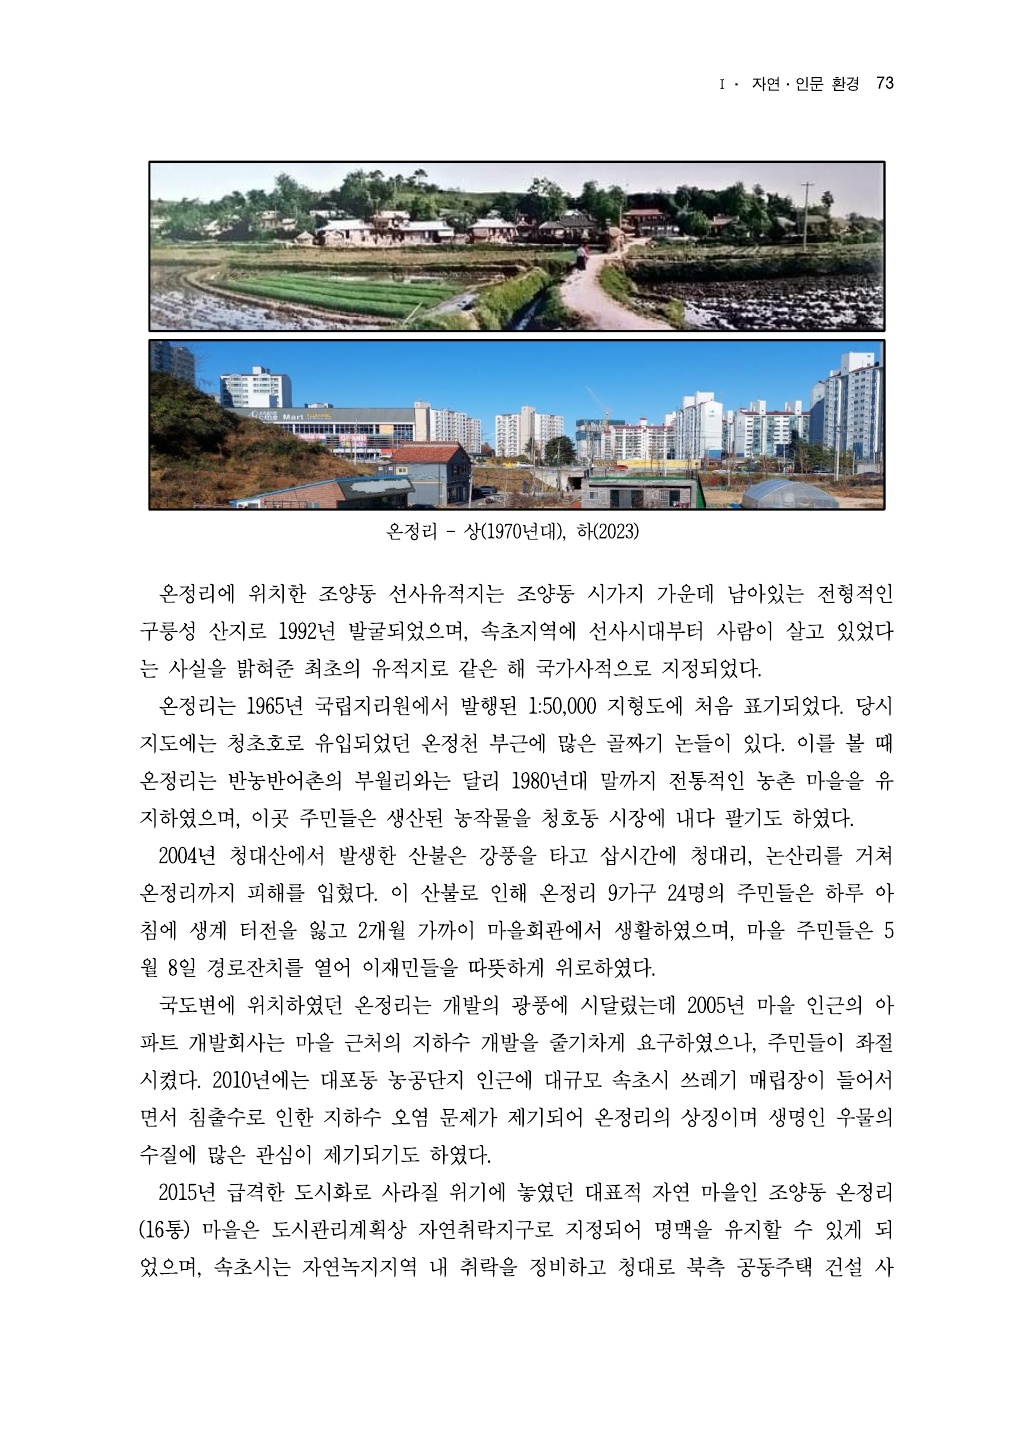 Ⅰ · 자연 · 인문 환경 73
Mart
온정리 - 상(1970년대), 하(2023)
온정리에 위치한 조양동 선사유적지는 조양동 시가지 가운데 남아있는 전형적인
구릉성 산지로 1992년 발굴되었으며, 속초지역에 선사시대부터 사람이 살고 있었다
는 사실을 밝혀준 최초의 유적지로 같은 해 국가사적으로 지정되었다.
온정리는 1965년 국립지리원에서 발행된 1:50,000 지형도에 처음 표기되었다. 당시
지도에는 청초호로 유입되었던 온정천 부근에 많은 골짜기 논들이 있다. 이를 볼 때
온정리는 반농반어촌의 부월리와는 달리 1980년대 말까지 전통적인 농촌 마을을 유
지하였으며, 이곳 주민들은 생산된 농작물을 청호동 시장에 내다 팔기도 하였다.
2004년 청대산에서 발생한 산불은 강풍을 타고 삽시간에 청대리, 논산리를 거쳐
온정리까지 피해를 입혔다. 이 산불로 인해 온정리 9가구 24명의 주민들은 하루 아
침에 생계 터전을 잃고 2개월 가까이 마을회관에서 생활하였으며, 마을 주민들은 5
월 8일 경로잔치를 열어 이재민들을 따뜻하게 위로하였다.
국도변에 위치하였던 온정리는 개발의 광풍에 시달렸는데 2005년 마을 인근의 아
파트 개발회사는 마을 근처의 지하수 개발을 줄기차게 요구하였으나, 주민들이 좌절
시켰다. 2010년에는 대포동 농공단지 인근에 대규모 속초시 쓰레기 매립장이 들어서
면서 침출수로 인한 지하수 오염 문제가 제기되어 온정리의 상징이며 생명인 우물의
수질에 많은 관심이 제기되기도 하였다.
2015년 급격한 도시화로 사라질 위기에 놓였던 대표적 자연 마을인 조양동 온정리
(16통) 마을은 도시관리계획상 자연취락지구로 지정되어 명맥을 유지할 수 있게 되
었으며, 속초시는 자연녹지지역 내 취락을 정비하고 청대로 북측 공동주택 건설 사